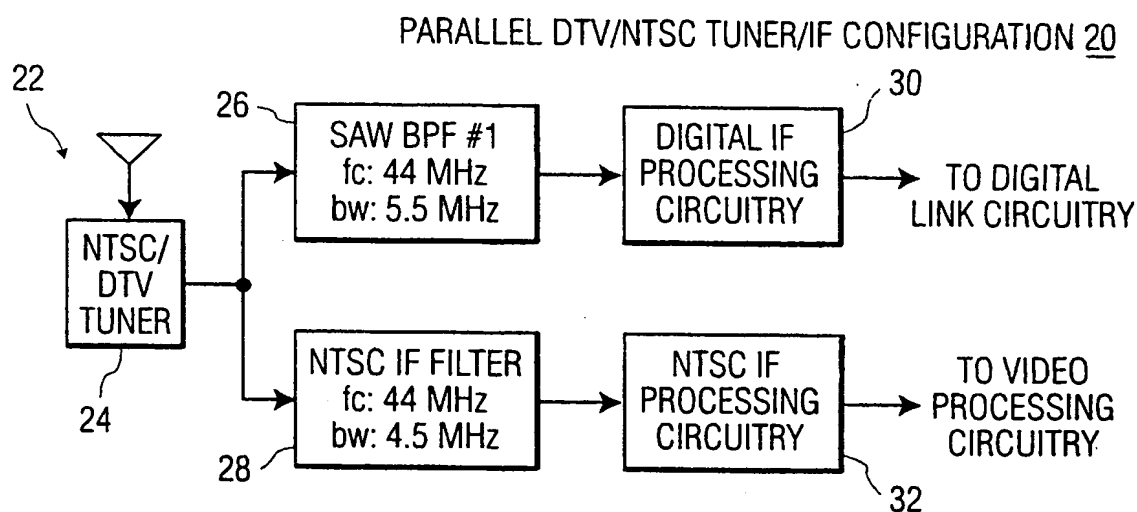 PARALLEL DTV/NTSC TUNER/IF CONFIGURATION 20
22
26
30
SAW BPF #1
fc: 44 MHz
bw: 5.5 MHz
DIGITAL IF
PROCESSING
CIRCUITRY
TO DIGITAL
LINK CIRCUITRY
NTSC/
DTV
TUNER
24
NTSC IF FILTER
fc: 44 MHz
bw: 4.5 MHz
28
NTSC IF
PROCESSING
CIRCUITRY
32
TO VIDEO
PROCESSING
CIRCUITRY